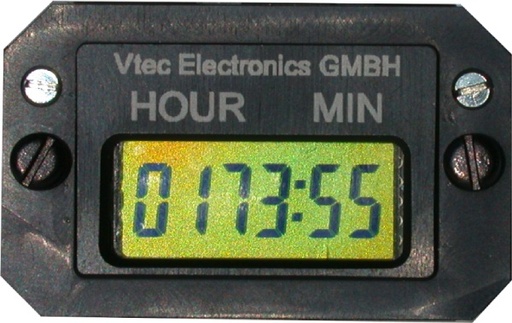 Vtec Electronics GMBH
HOUR MIN
0173:55